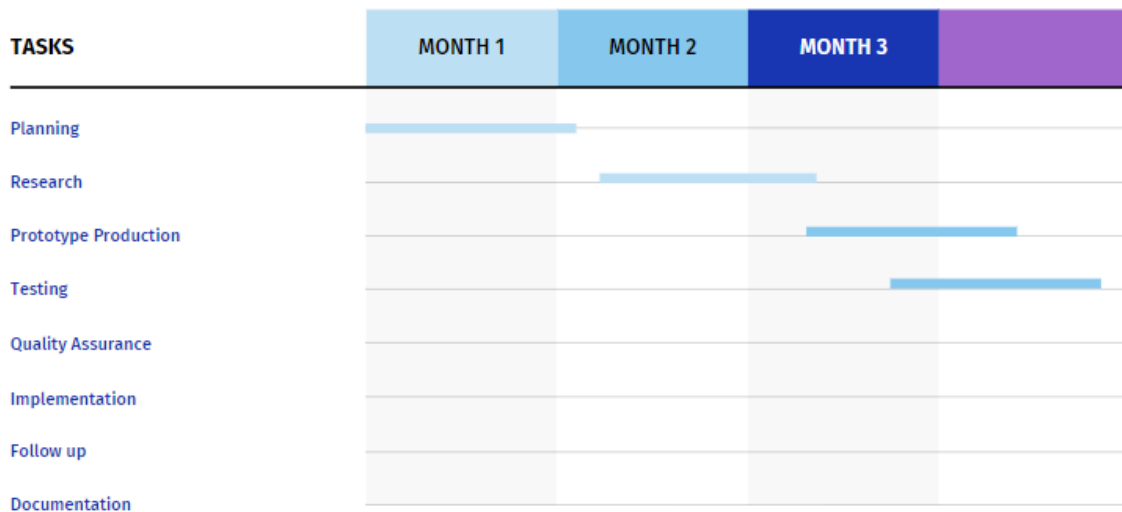 TASKS MONTH 1 MONTH 2 MONTH 3
Planning
Research
Prototype Production
Testing
Quality Assurance
Implementation
Follow up
Documentation